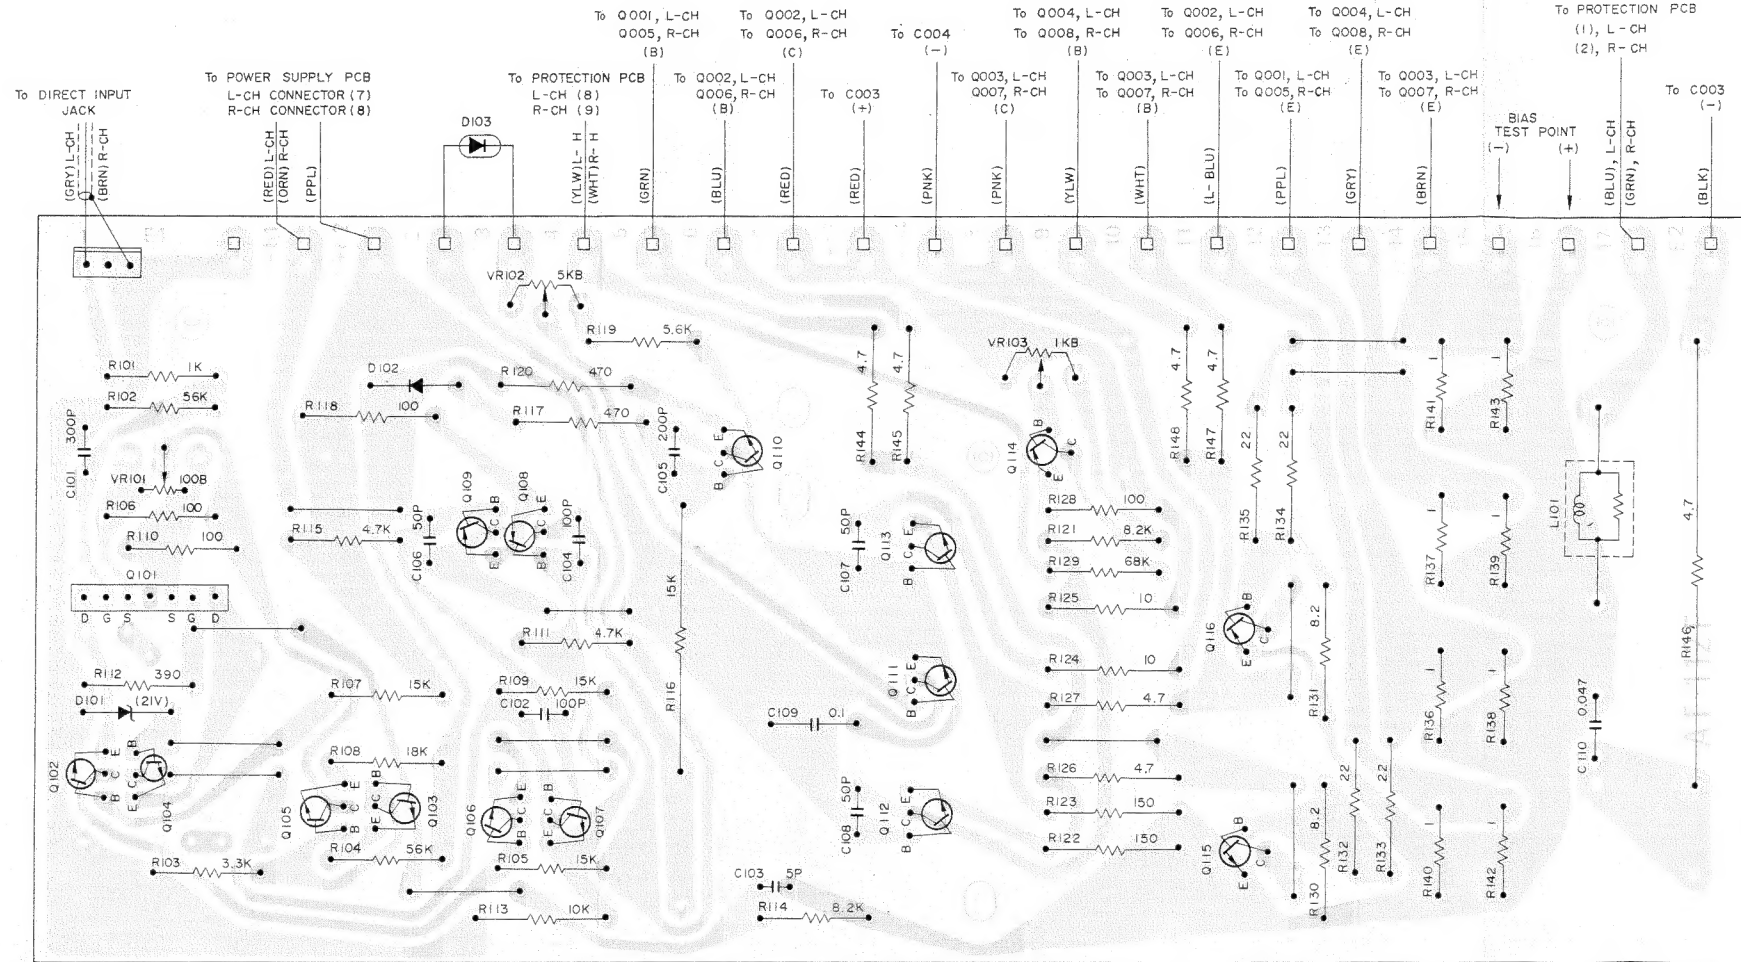 To DIRECT INPUT
JACK
(GRY) L-CH
(BRN) R-CH
To POWER SUPPLY PCB
L-CH CONNECTOR (7)
R-CH CONNECTOR (8)
(RED) L-CH
(ORN) R-CH
(PPL)
D103
To PROTECTION PCB
L-CH (8)
R-CH (9)
(YLW) L- H
(WHT) R- H
To Q001, L-CH
Q005, R-CH
(B)
(GRN)
To Q002, L-CH
Q006, R-CH
(B)
(BLU)
To Q002, L-CH
To Q006, R-CH
(C)
(RED)
To C003
(+)
(RED)
To C004
(-)
(PNK)
To Q003, L-CH
Q007, R-CH
(C)
(PNK)
To Q004, L-CH
To Q008, R-CH
(B)
(YLW)
To Q003, L-CH
To Q007, R-CH
(B)
(WHT)
To Q002, L-CH
To Q006, R-CH
(E)
(L- BLU)
To Q001, L-CH
To Q005, R-CH
(E)
(PPL)
To Q004, L-CH
To Q008, R-CH
(E)
(GRY)
To Q003, L-CH
To Q007, R-CH
(E)
(BRN)
BIAS
TEST POINT
(-) (+)
To PROTECTION PCB
(1), L-CH
(2), R-CH
(BLU), L-CH
(GRN), R-CH
To C003
(-)
(BLK)
VR102 5KB
R119 5.6K
R101 1K
R102 56K
C101 300P
VR101 100B
R106 100
R110 100
Q101
D G S S G D
R112 390
D101 (21V)
Q102
E
C
B
B
C
E
Q104
R103 3.3K
D102
R118 100
R120 470
R117 470
R115 4.7K
C106 50P
Q109
B
C
E
Q108
E
C
B
C104 100P
C105 200P
E
C
B
Q110
R111 4.7K
R116 15K
R107 15K
R109 15K
C102 100P
R108 18K
Q105
E
C
B
B
C
E
Q103
Q106
E
C
B
B
C
E
Q107
R104 56K
R105 15K
R113 10K
R144 4.7
R145 4.7
C107 50P
Q113
E
C
B
Q111
E
C
B
C109 0.1
C108 50P
Q112
E
C
B
C103 5P
R114 8.2K
VR103 1KB
Q114
B
C
E
R128 100
R121 8.2K
R129 68K
R125 10
R124 10
R127 4.7
R126 4.7
R123 150
R122 150
R148 4.7
R147 4.7
R135 22
R134 22
Q116
B
C
E
R131 8.2
Q115
B
C
E
R130 8.2
R132 22
R133 22
R141 1
R143 1
R137 1
R139 1
R136 1
R138 1
R140 1
R142 1
L101
C110 0.047
R146 4.7